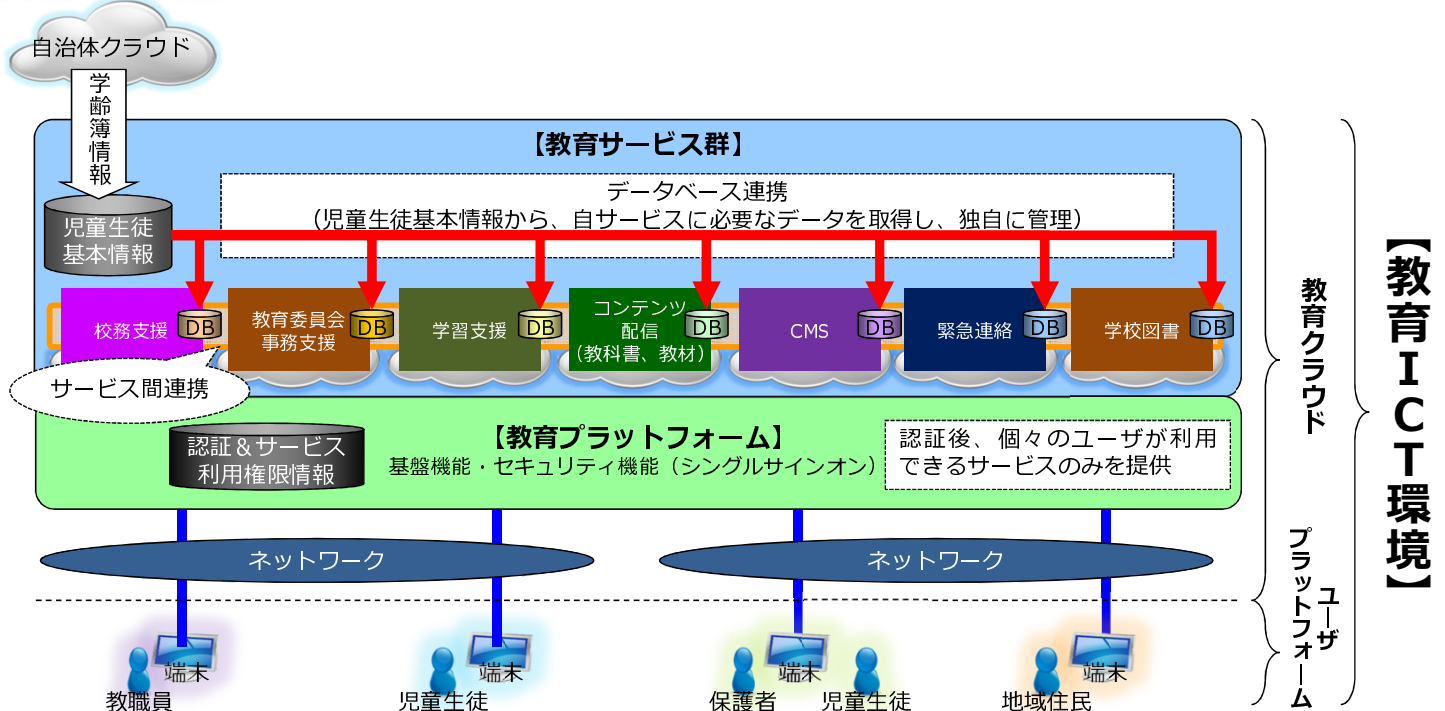 自治体クラウド
学齢簿情報
【教育サービス群】
データベース連携
（児童生徒基本情報から、自サービスに必要なデータを取得し、独自に管理）
児童生徒
基本情報
校務支援
DB
教育委員会
事務支援
DB
学習支援
DB
コンテンツ
配信
（教科書、教材）
DB
CMS
DB
緊急連絡
DB
学校図書
DB
サービス間連携
【教育プラットフォーム】
基盤機能・セキュリティ機能（シングルサインオン）
認証＆サービス
利用権限情報
認証後、個々のユーザが利用
できるサービスのみを提供
ネットワーク
ネットワーク
端末
教職員
端末
児童生徒
端末
保護者
児童生徒
端末
地域住民
教育クラウド
ユーザ
プラットフォーム
【教育ＩＣＴ環境】